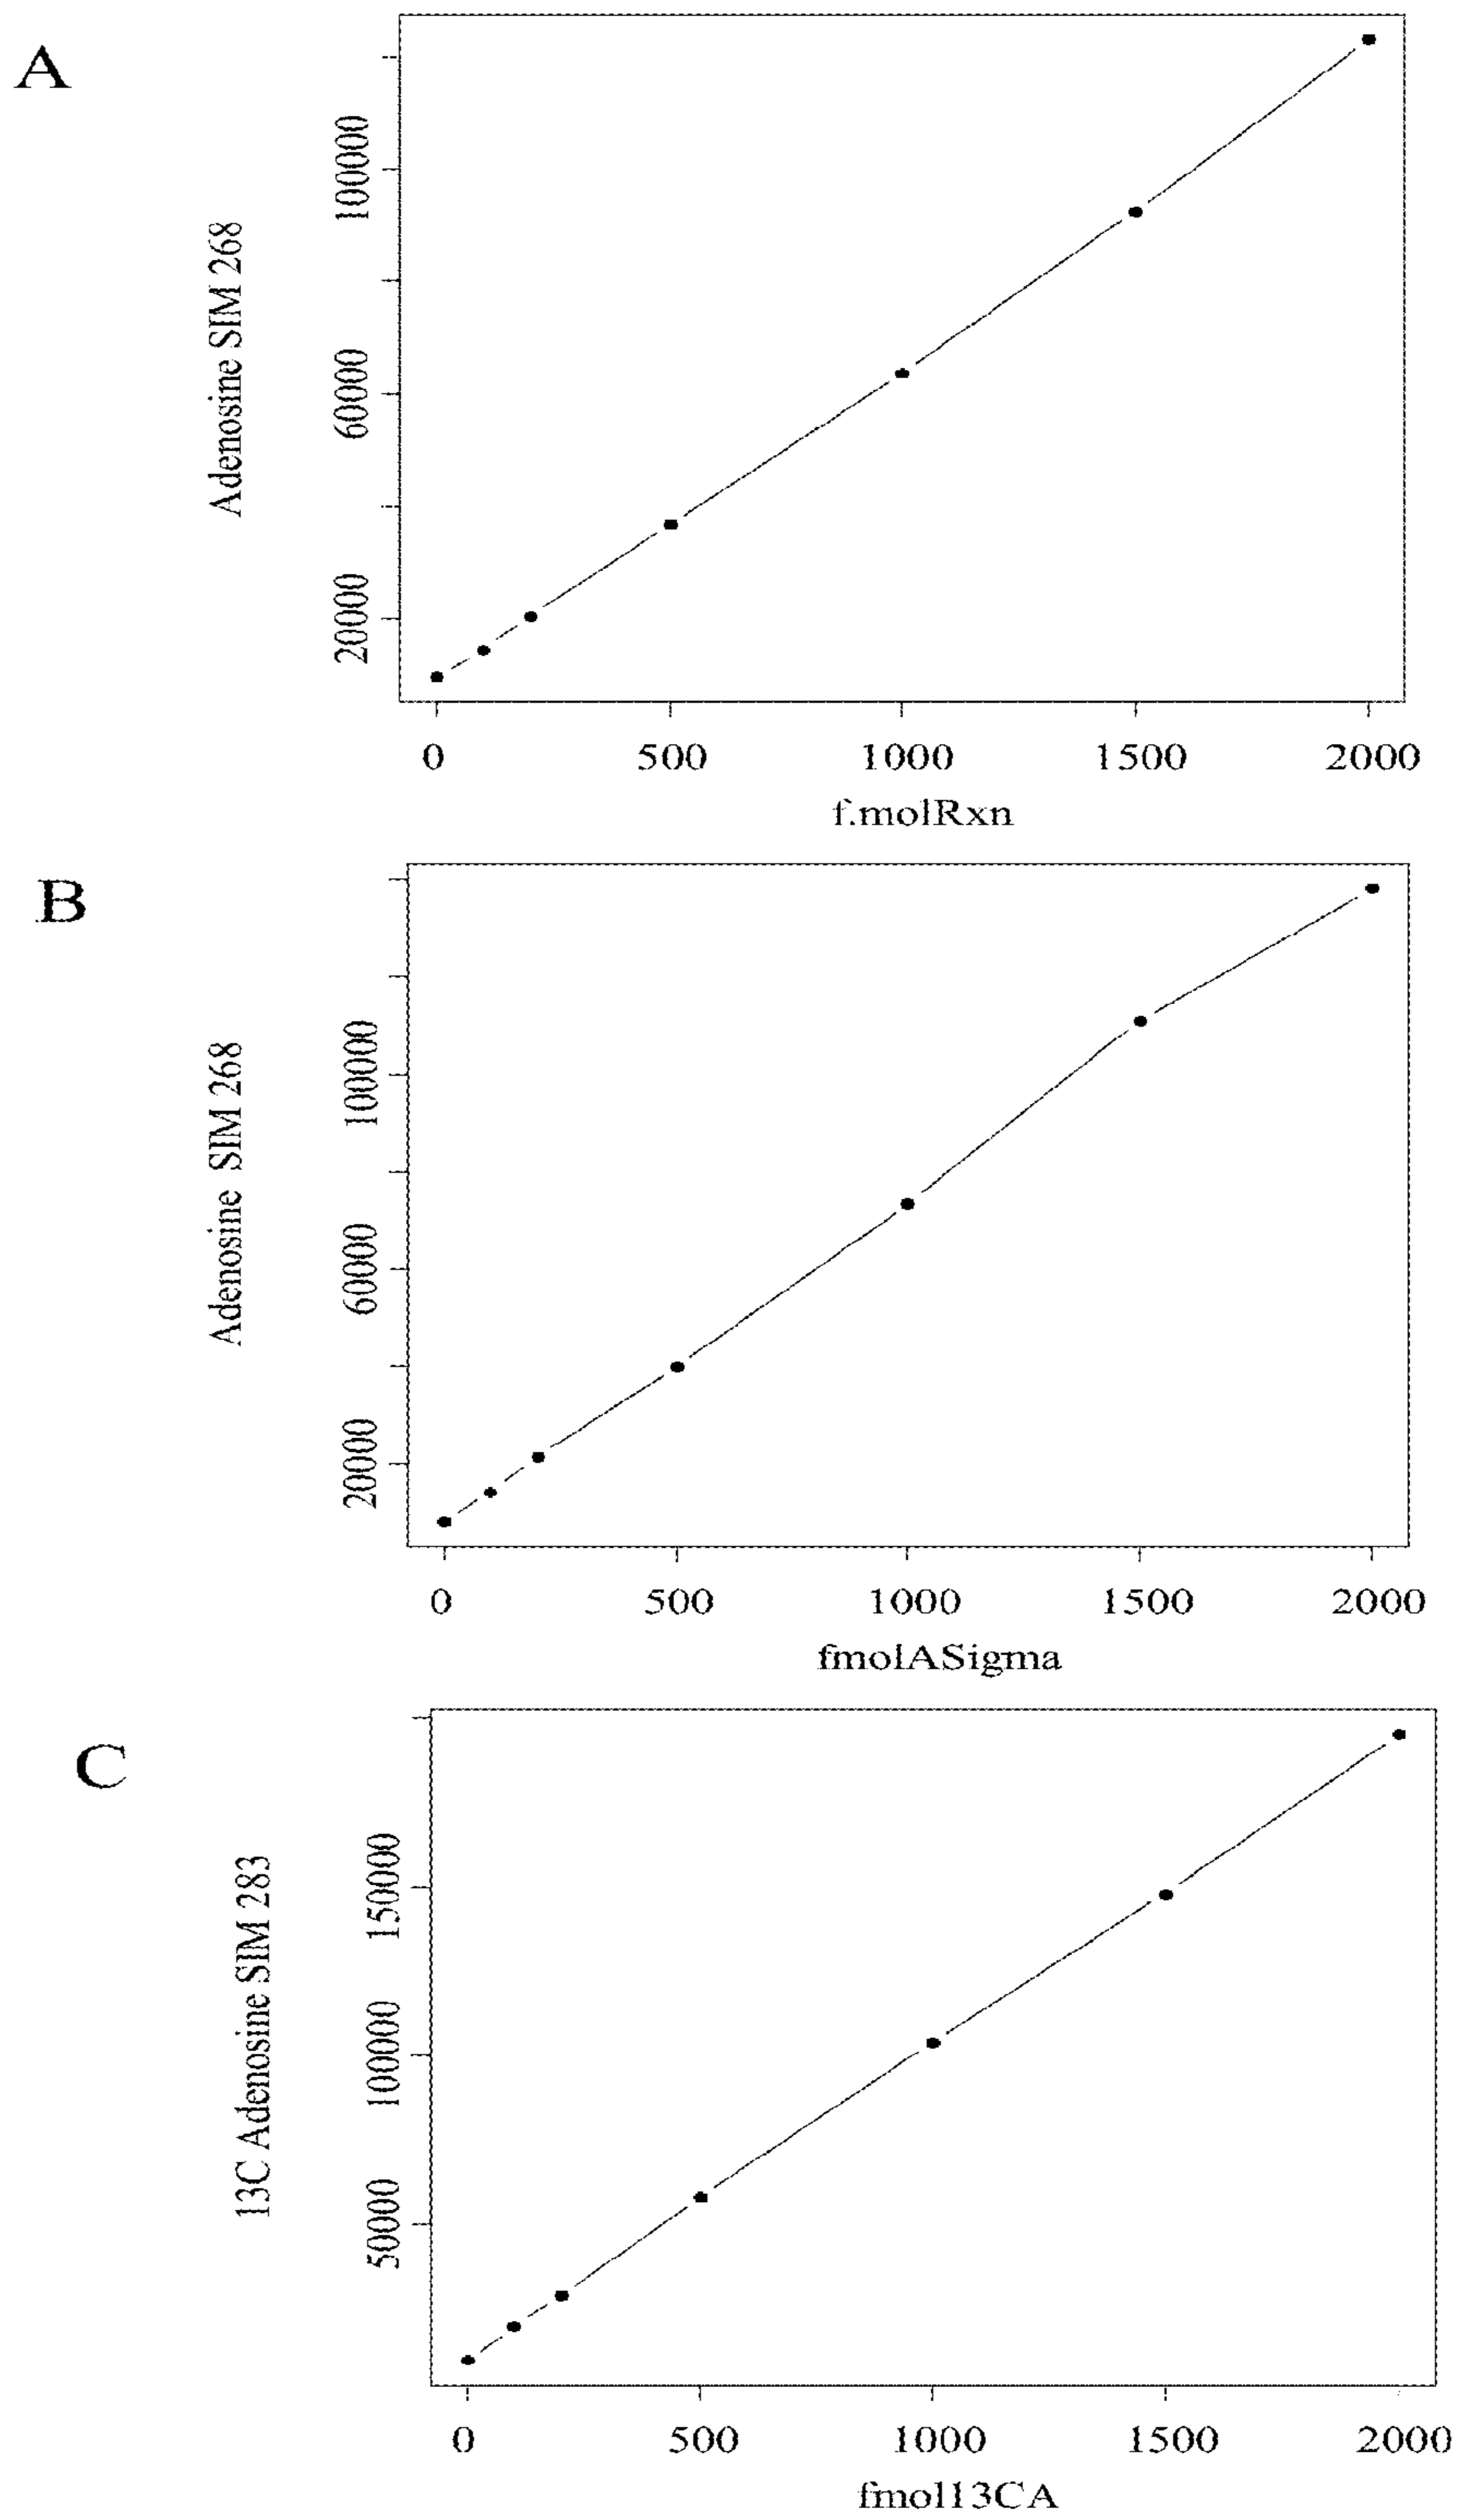 A
Adenosine SIM 268
100000
60000
20000
0 500 1000 1500 2000
f.molRxn
B
Adenosine SIM 268
100000
60000
20000
0 500 1000 1500 2000
fmolASigma
C
13C Adenosine SIM 283
150000
100000
50000
0 500 1000 1500 2000
fmol13CA